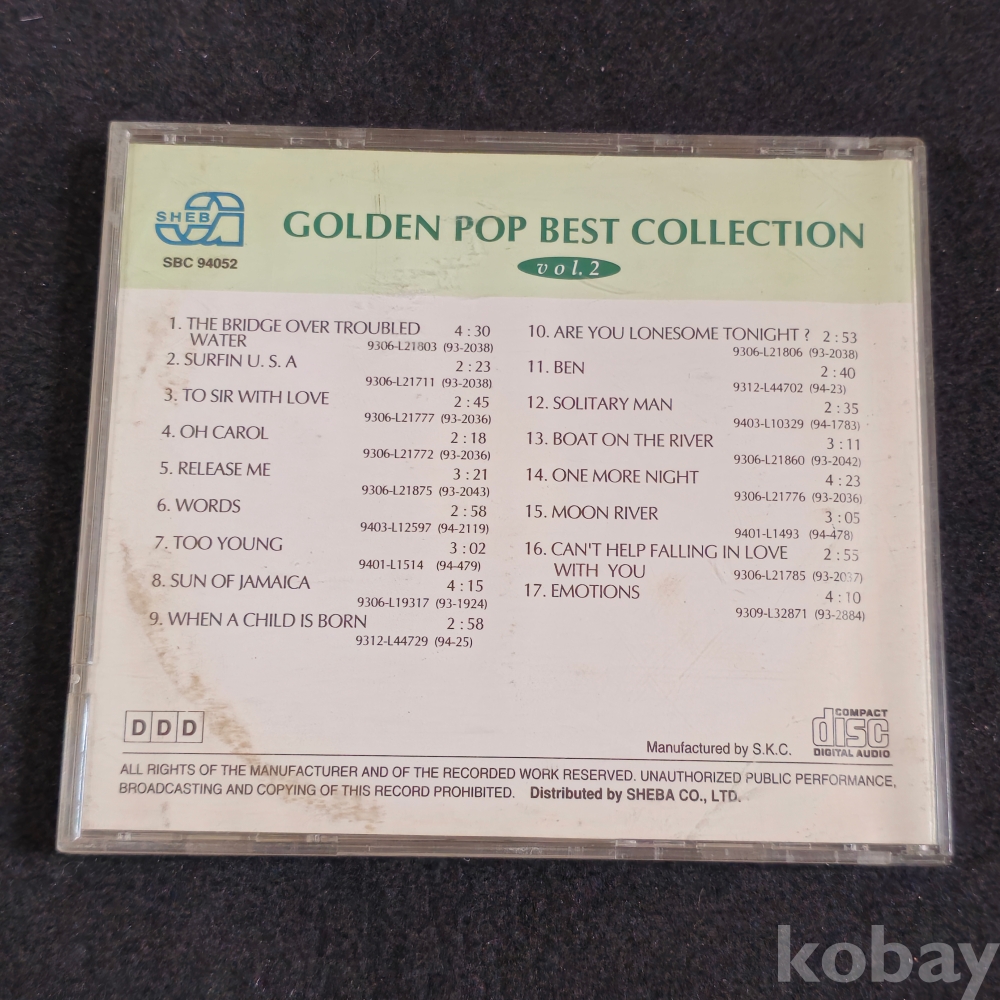 SHEBA
SBC 94052
GOLDEN POP BEST COLLECTION
vol.2
1. THE BRIDGE OVER TROUBLED 4:30
WATER 9306-L21803 (93-2038)
2. SURFIN U. S. A 2:23
9306-L21711 (93-2038)
3. TO SIR WITH LOVE 2:45
9306-L21777 (93-2036)
4. OH CAROL 2:18
9306-L21772 (93-2036)
5. RELEASE ME 3:21
9306-L21875 (93-2043)
6. WORDS 2:58
9403-L12597 (94-2119)
7. TOO YOUNG 3:02
9401-L1514 (94-479)
8. SUN OF JAMAICA 4:15
9306-L19317 (93-1924)
9. WHEN A CHILD IS BORN 2:58
9312-L44729 (94-25)
10. ARE YOU LONESOME TONIGHT ? 2:53
9306-L21806 (93-2038)
11. BEN 2:40
9312-L44702 (94-23)
12. SOLITARY MAN 2:35
9403-L10329 (94-1783)
13. BOAT ON THE RIVER 3:11
9306-L21860 (93-2042)
14. ONE MORE NIGHT 4:23
9306-L21776 (93-2036)
15. MOON RIVER 3:05
9401-L1493 (94-478)
16. CAN'T HELP FALLING IN LOVE 2:55
WITH YOU 9306-L21785 (93-2037)
17. EMOTIONS 4:10
9309-L32871 (93-2884)
DDD
Manufactured by S.K.C.
COMPACT
disc
DIGITAL AUDIO
ALL RIGHTS OF THE MANUFACTURER AND OF THE RECORDED WORK RESERVED. UNAUTHORIZED PUBLIC PERFORMANCE,
BROADCASTING AND COPYING OF THIS RECORD PROHIBITED. Distributed by SHEBA CO., LTD.
kobay